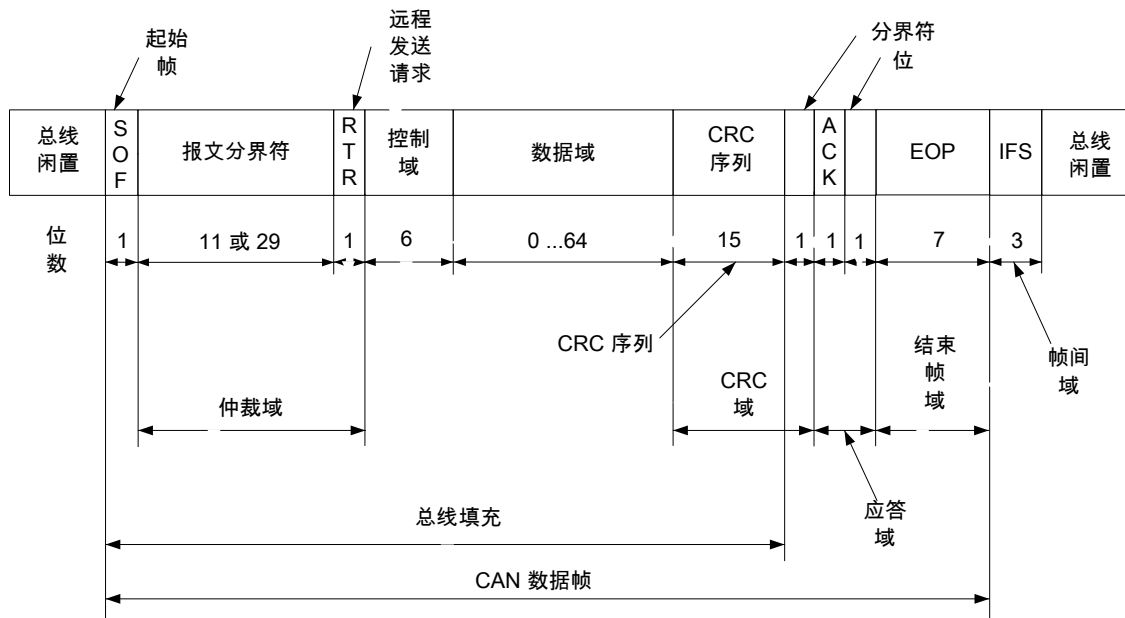 起始
帧
远程
发送
请求
分界符
位
总线
闲置
S
O
F
报文分界符
R
T
R
控制
域
数据域
CRC
序列
A
C
K
EOP
IFS
总线
闲置
位
数
1
11 或 29
1
6
0 ...64
15
1
1
1
7
3
CRC 序列
CRC
域
结束
帧
域
帧间
域
仲裁域
应答
域
总线填充
CAN 数据帧